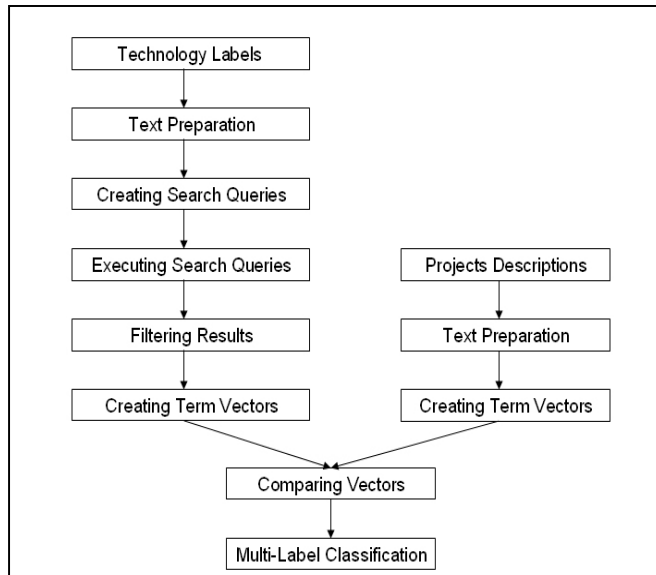 Technology Labels
Text Preparation
Creating Search Queries
Executing Search Queries
Filtering Results
Creating Term Vectors
Projects Descriptions
Text Preparation
Creating Term Vectors
Comparing Vectors
Multi-Label Classification